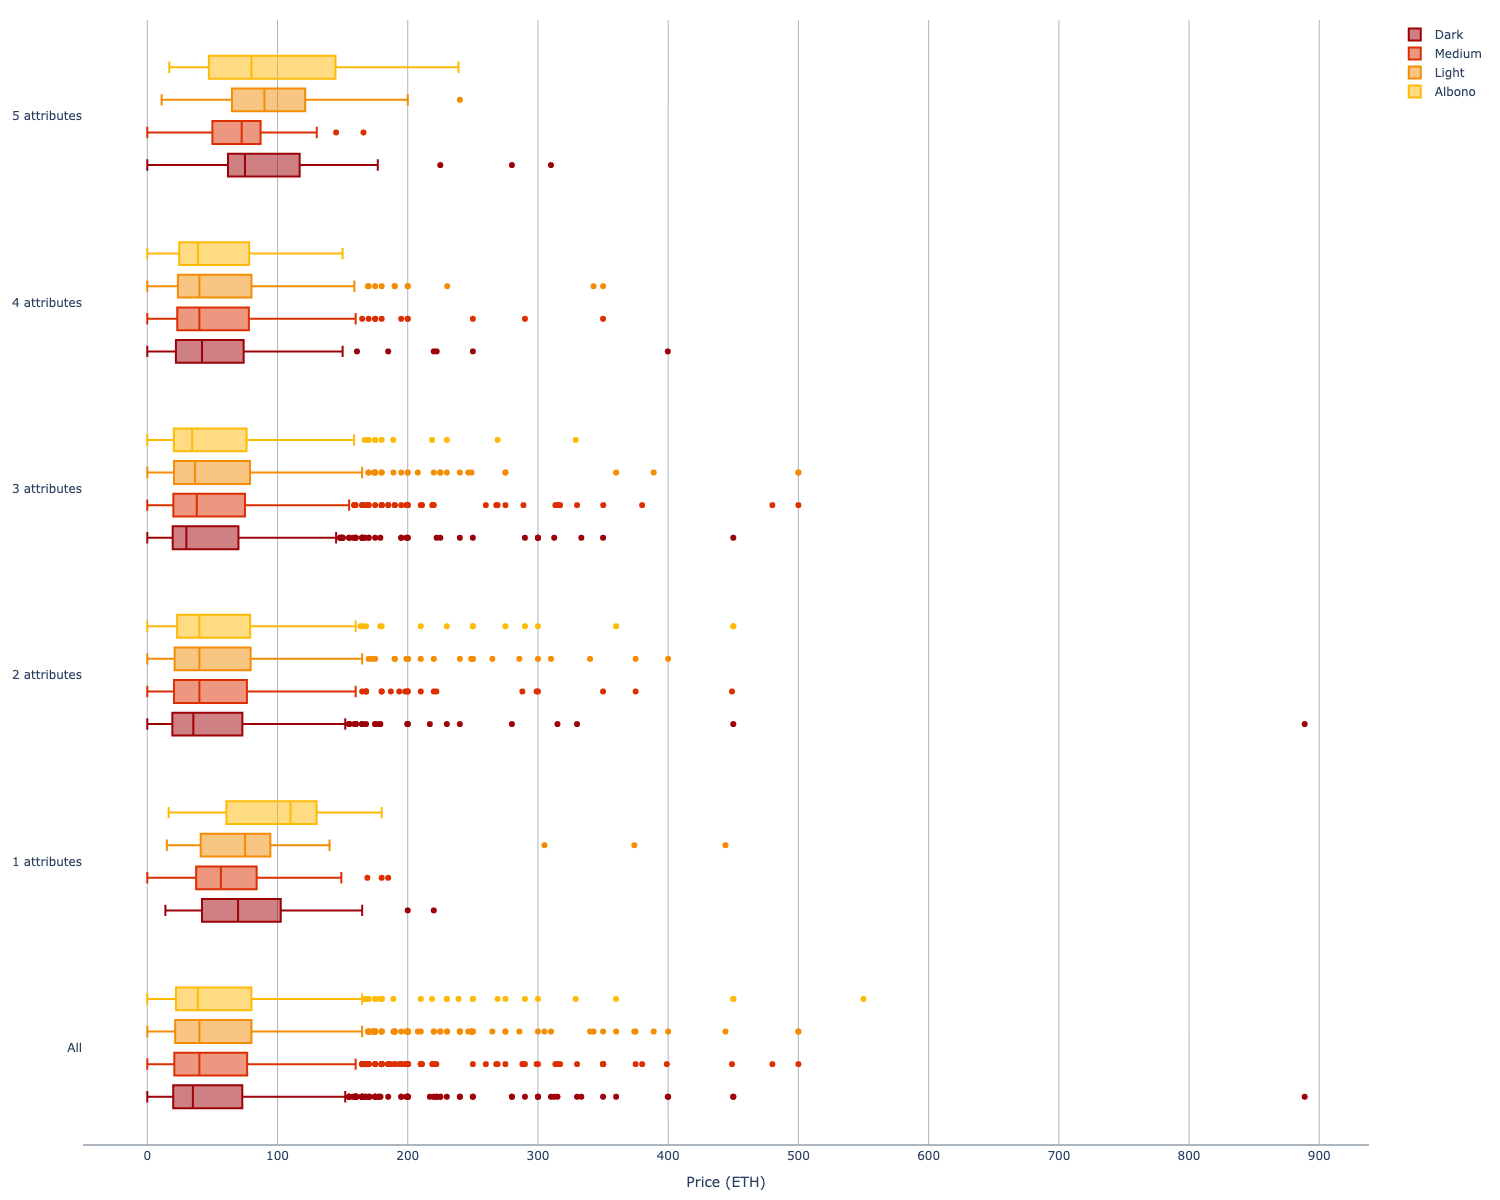 Dark
Medium
Light
Albono
5 attributes
4 attributes
3 attributes
2 attributes
1 attributes
All
0 100 200 300 400 500 600 700 800 900
Price (ETH)